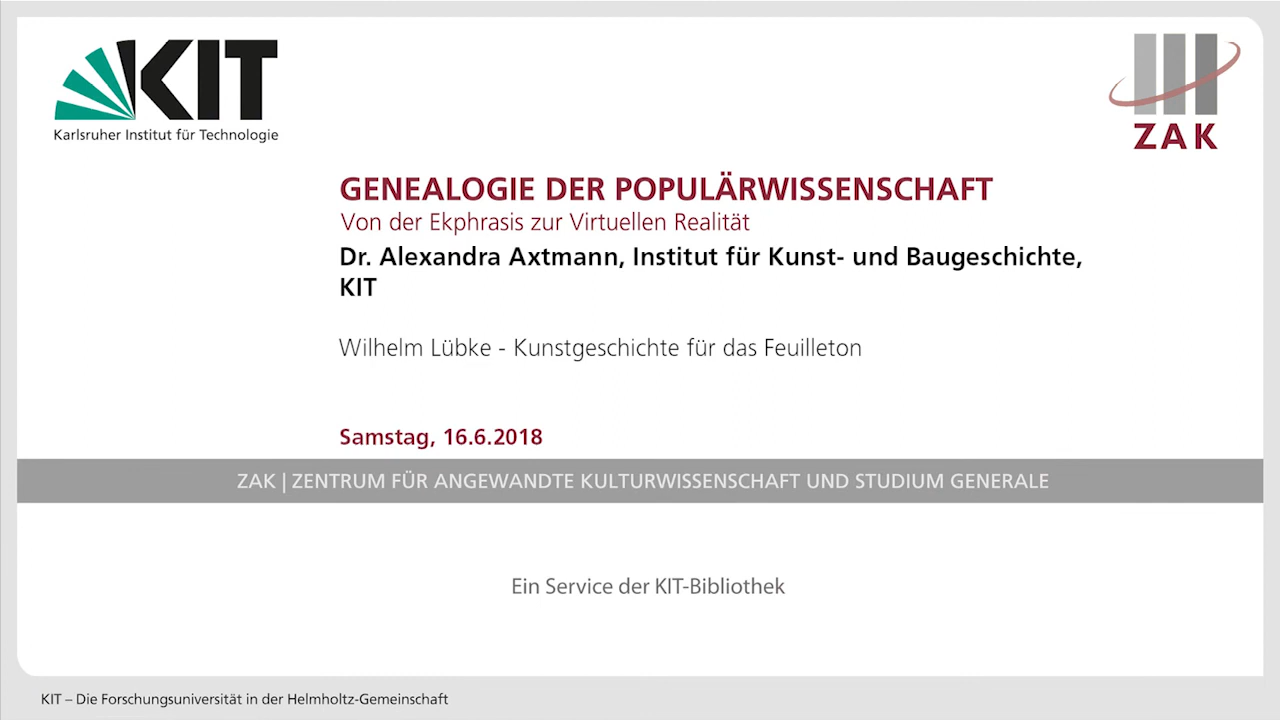 KIT
Karlsruher Institut für Technologie
ZAK
GENEALOGIE DER POPULÄRWISSENSCHAFT
Von der Ekphrasis zur Virtuellen Realität
Dr. Alexandra Axtmann, Institut für Kunst- und Baugeschichte,
KIT
Wilhelm Lübke - Kunstgeschichte für das Feuilleton
Samstag, 16.6.2018
ZAK | ZENTRUM FÜR ANGEWANDTE KULTURWISSENSCHAFT UND STUDIUM GENERALE
Ein Service der KIT-Bibliothek
KIT – Die Forschungsuniversität in der Helmholtz-Gemeinschaft